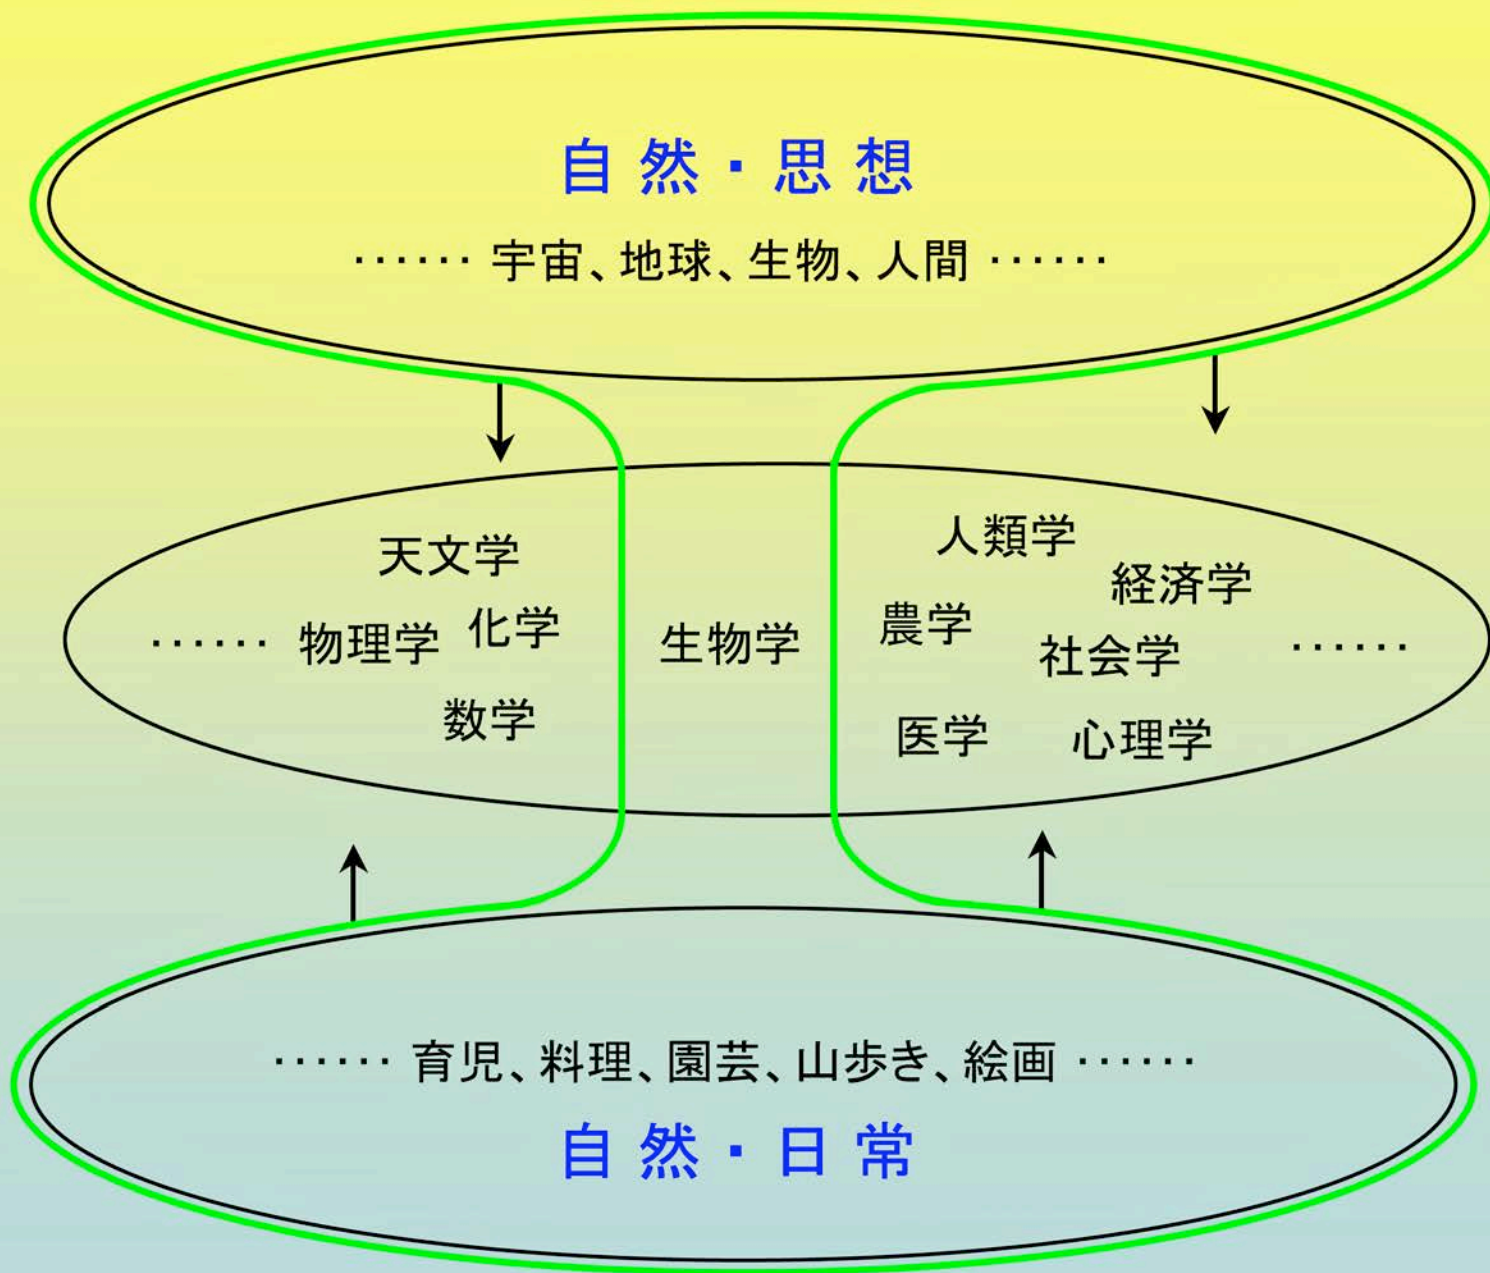 自然・思想
…… 宇宙、地球、生物、人間 ……
天文学
…… 物理学 化学
数学
生物学
人類学
経済学
農学
社会学 ……
医学 心理学
…… 育児、料理、園芸、山歩き、絵画 ……
自然・日常